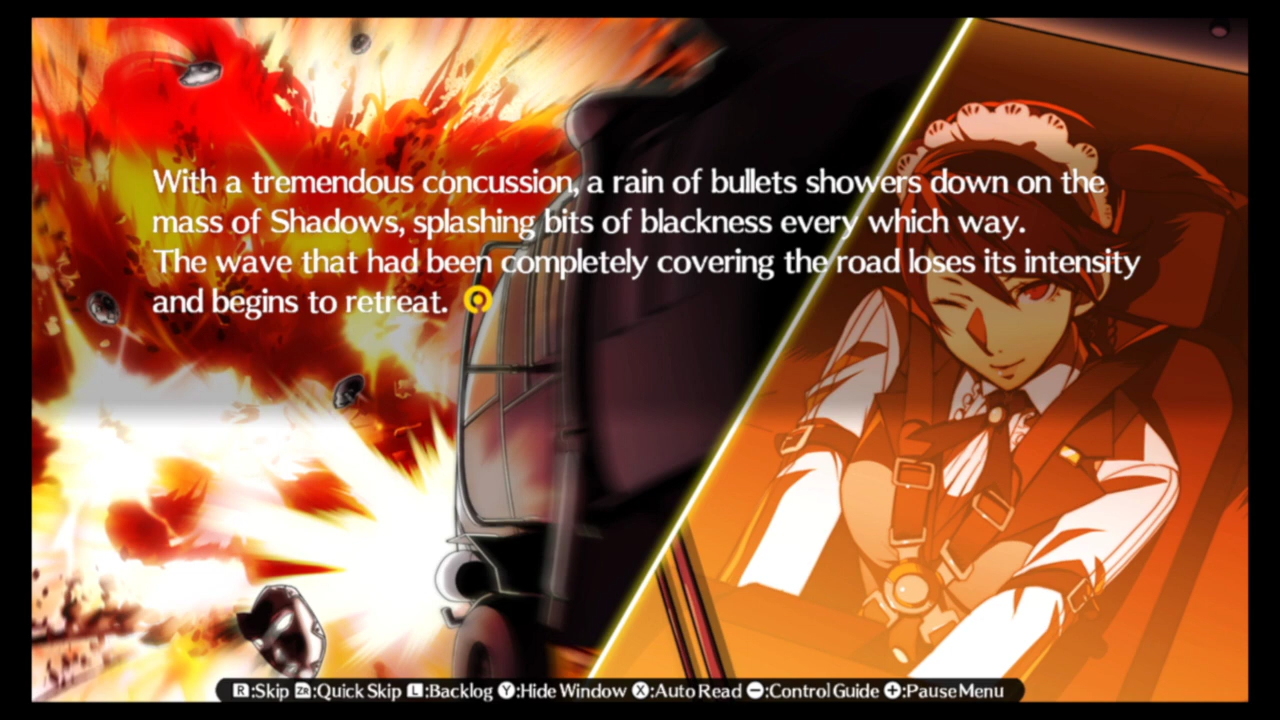 With a tremendous concussion, a rain of bullets showers down on the
mass of Shadows, splashing bits of blackness every which way.
The wave that had been completely covering the road loses its intensity
and begins to retreat.
R:Skip ZR:Quick Skip L:Backlog Y:Hide Window X:Auto Read -:Control Guide +:Pause Menu